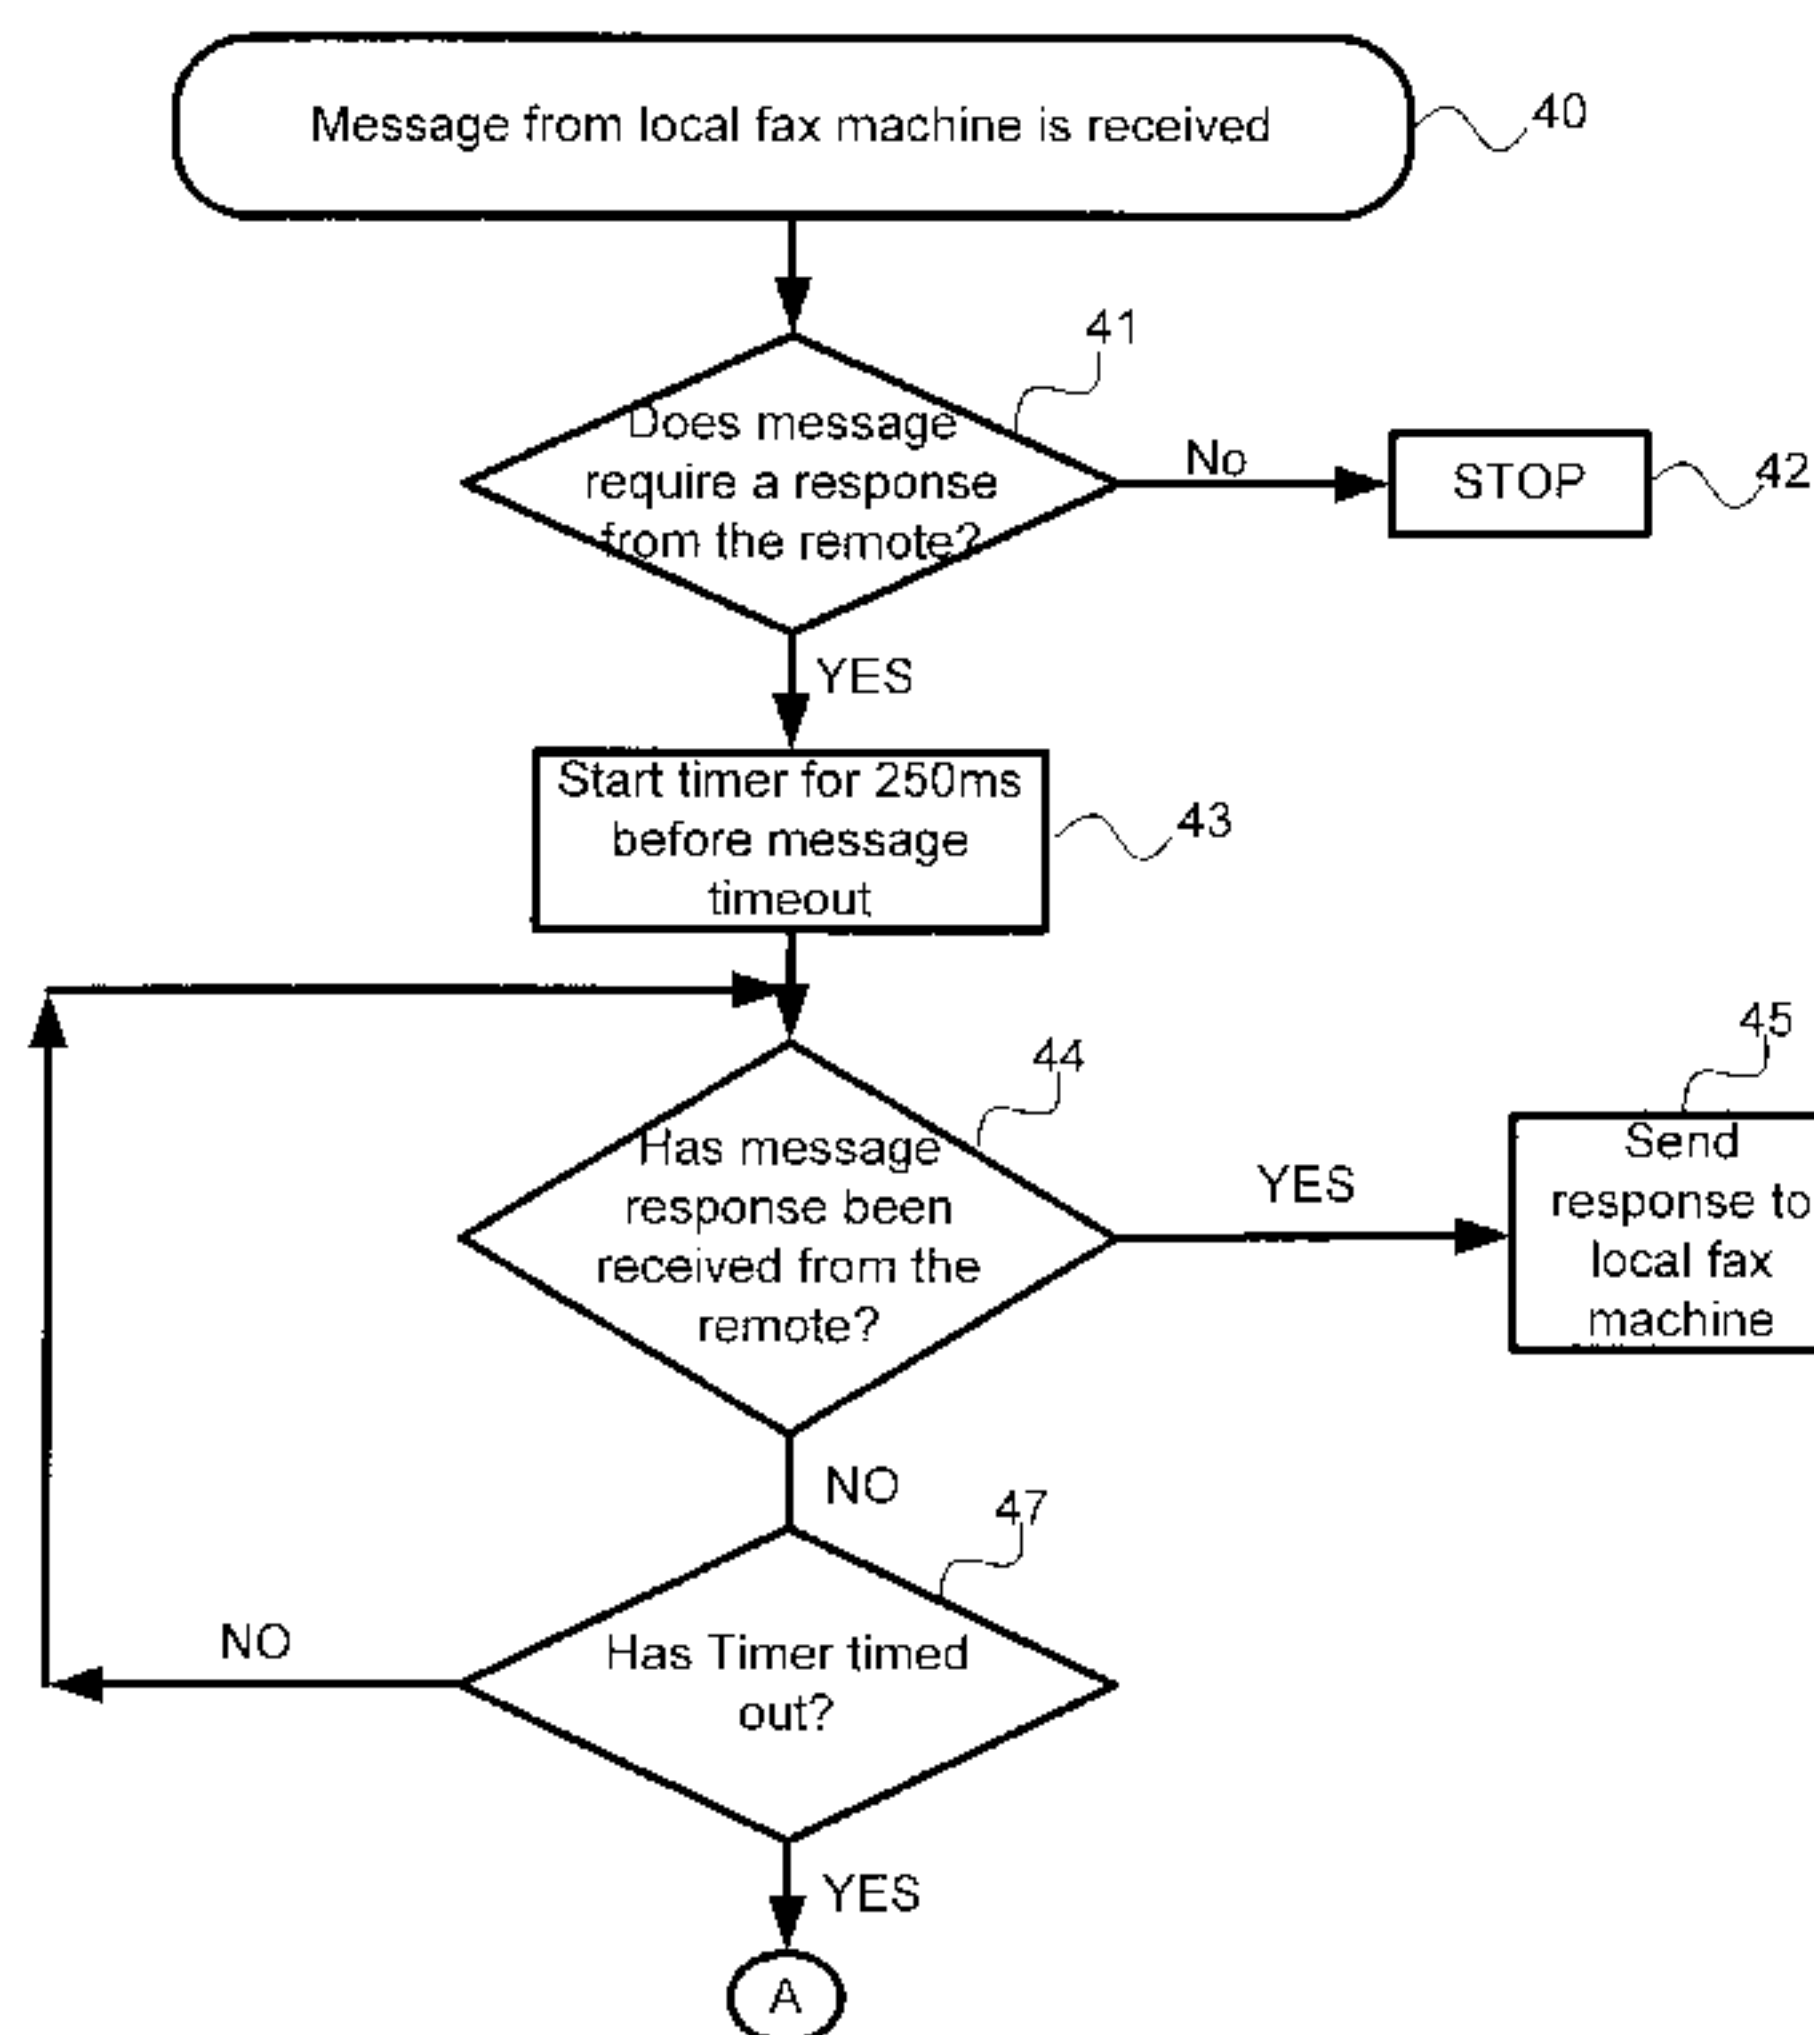 Message from local fax machine is received
40
41
Does message
require a response
from the remote?
No
STOP
42
YES
Start timer for 250ms
before message
timeout
43
44
45
Has message
response been
received from the
remote?
YES
Send
response to
local fax
machine
NO
47
Has Timer timed
out?
NO
YES
A